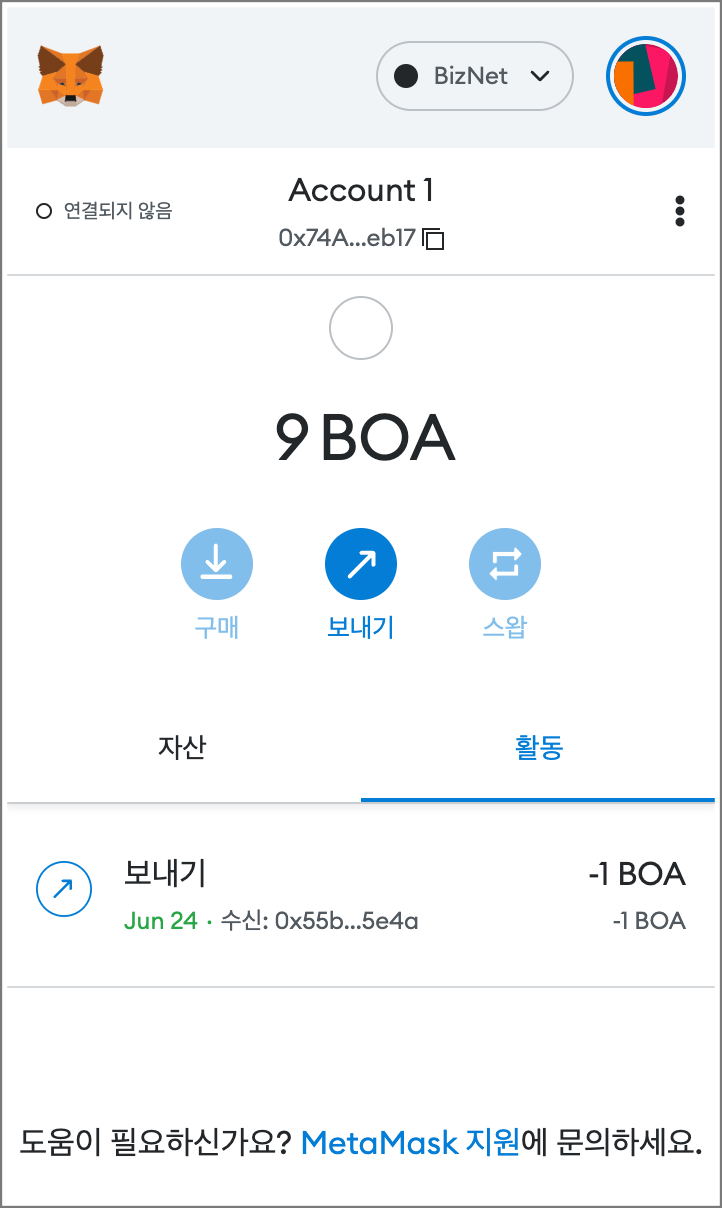 BizNet
연결되지 않음
Account 1
0x74A...eb17
9 BOA
구매
보내기
스왑
자산
활동
보내기
-1 BOA
Jun 24 · 수신: 0x55b...5e4a
-1 BOA
도움이 필요하신가요? MetaMask 지원에 문의하세요.